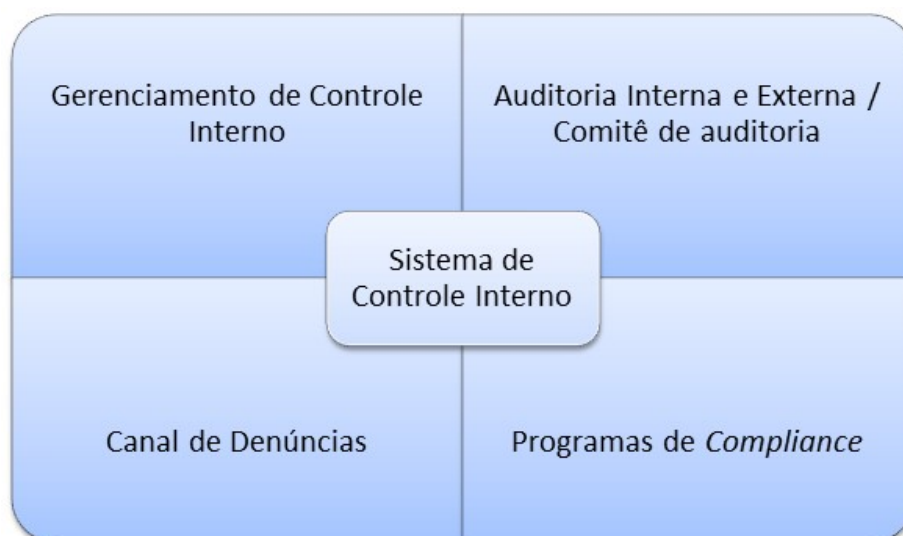 Gerenciamento de Controle
Interno
Auditoria Interna e Externa /
Comitê de auditoria
Sistema de
Controle Interno
Canal de Denúncias
Programas de Compliance